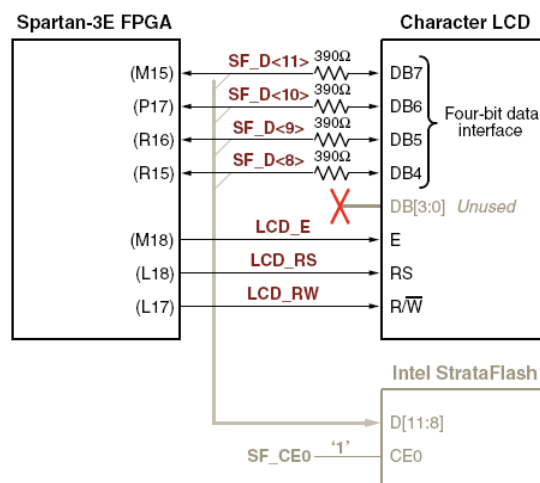 Spartan-3E FPGA
Character LCD
(M15)
SF_D<11>
390Ω
DB7
(P17)
SF_D<10>
390Ω
DB6
(R16)
SF_D<9>
390Ω
DB5
(R15)
SF_D<8>
390Ω
DB4
Four-bit data
interface
DB[3:0] Unused
(M18)
LCD_E
E
(L18)
LCD_RS
RS
(L17)
LCD_RW
R/W̅
Intel StrataFlash
D[11:8]
SF_CE0
‘1’
CE0